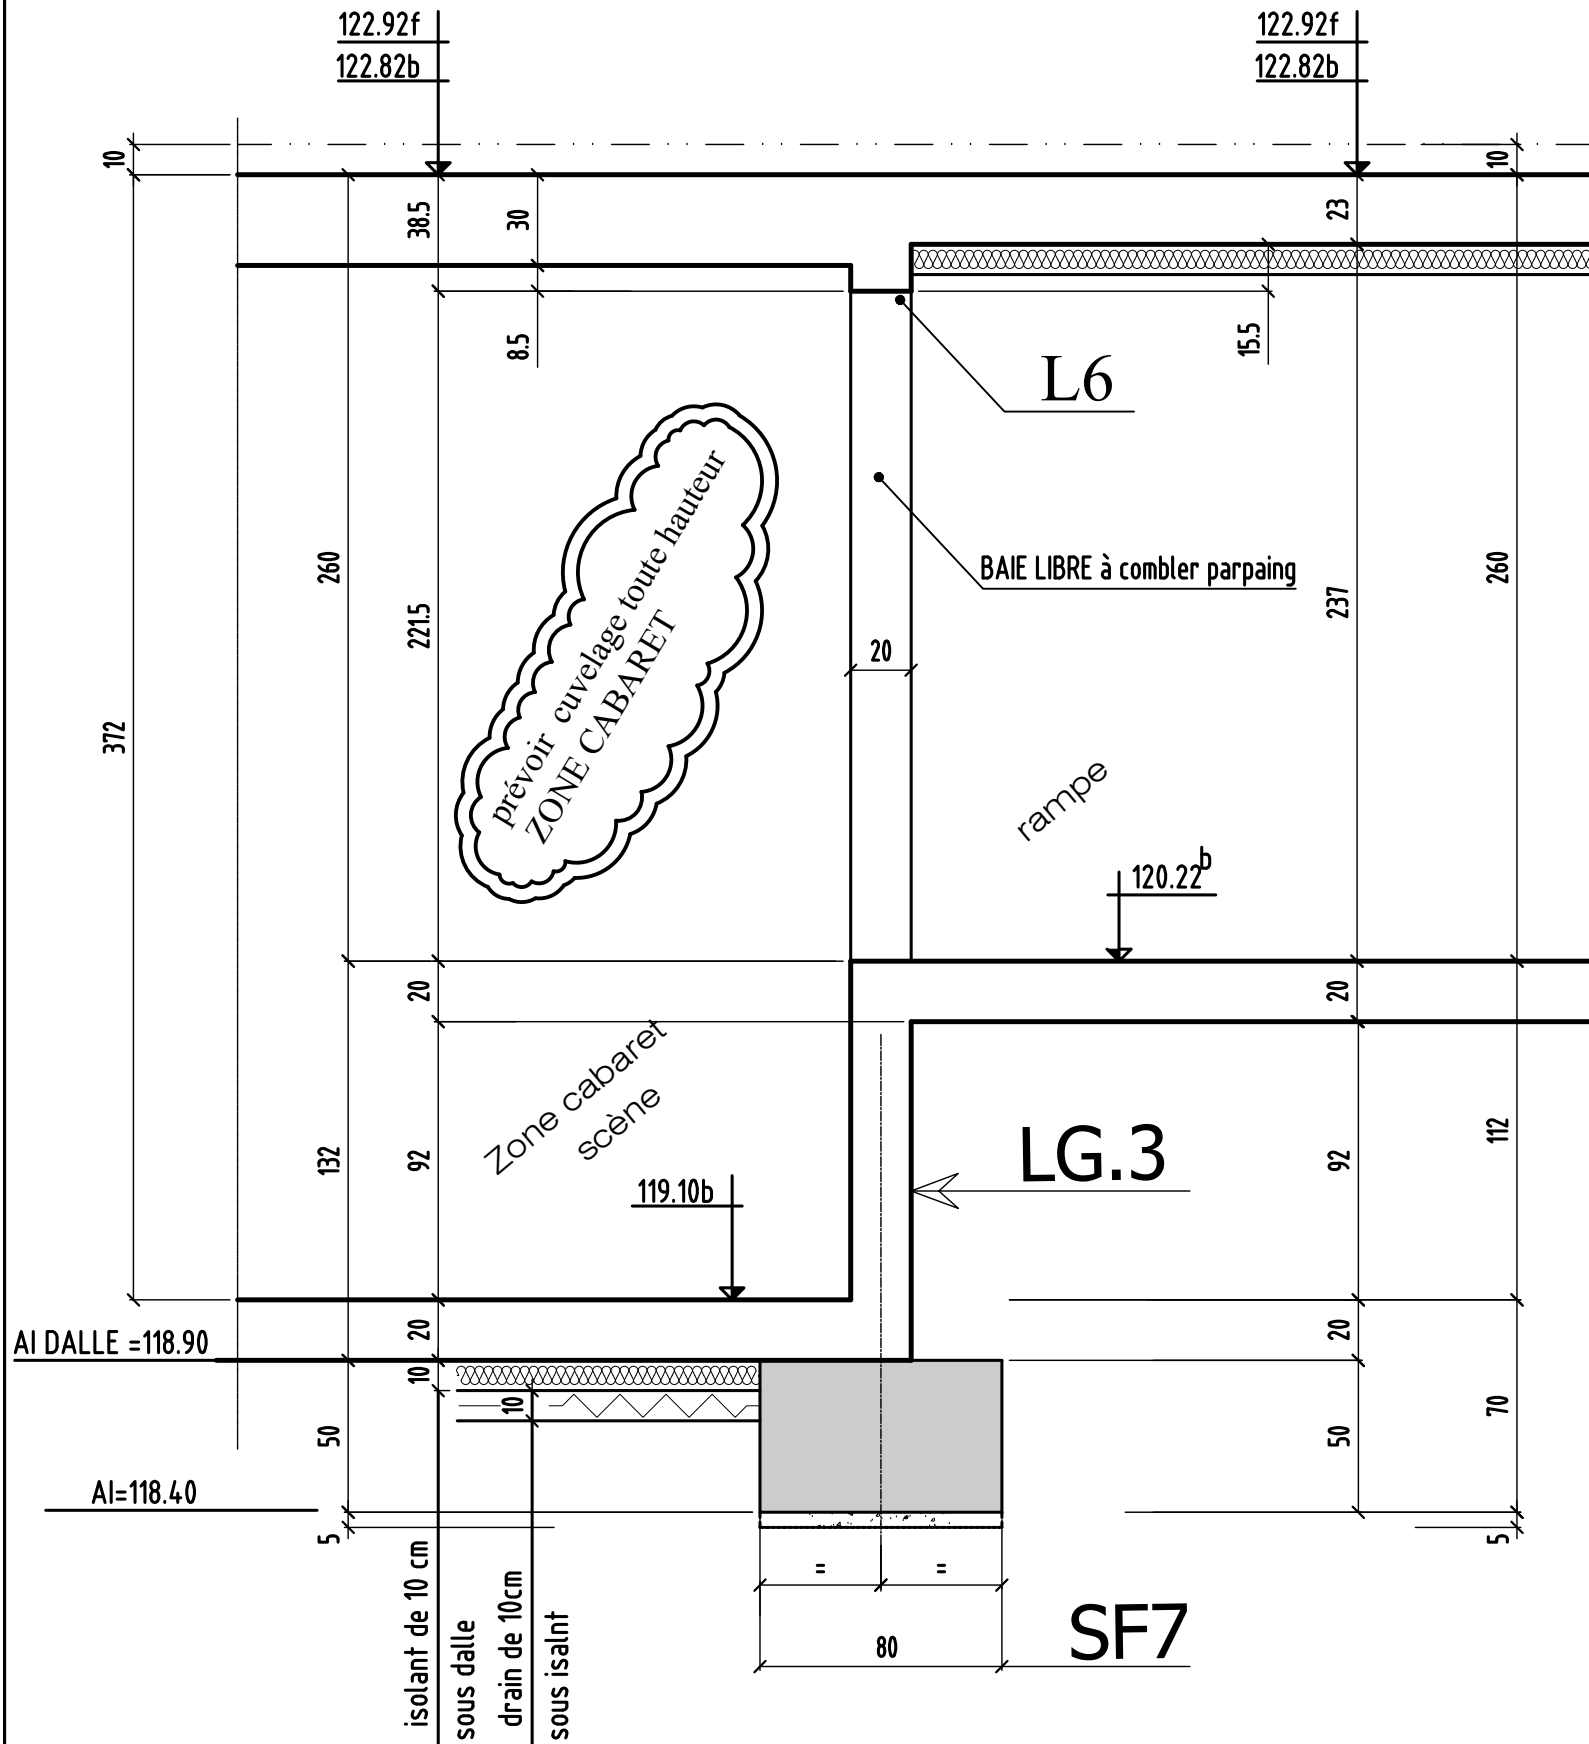 122.92f
122.82b
122.92f
122.82b
10
10
38.5
30
23
8.5
15.5
L6
prévoir cuvelage toute hauteur
ZONE CABARET
BAIE LIBRE à combler parpaing
260
221.5
237
260
20
372
rampe
120.22b
20
20
Zone cabaret
scène
132
92
LG.3
92
112
119.10b
AI DALLE =118.90
20
20
10
10
50
50
70
AI=118.40
5
5
= =
isolant de 10 cm
sous dalle
drain de 10cm
sous isalnt
80
SF7